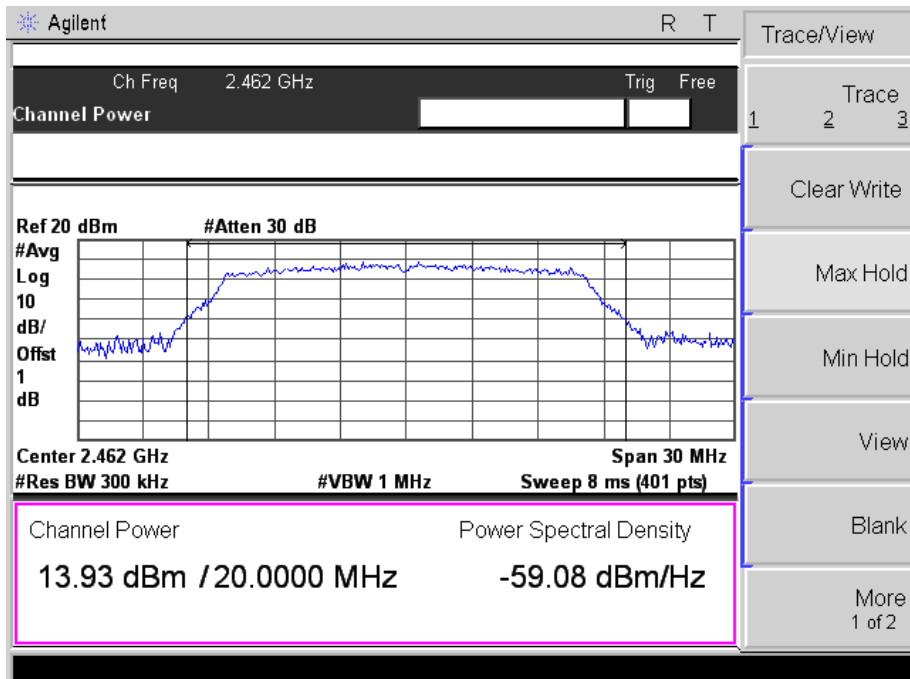 Agilent
R T
Ch Freq 2.462 GHz Trig Free
Channel Power
Ref 20 dBm #Atten 30 dB
#Avg
Log
10
dB/
Offst
1
dB
Center 2.462 GHz Span 30 MHz
#Res BW 300 kHz #VBW 1 MHz Sweep 8 ms (401 pts)
Channel Power Power Spectral Density
13.93 dBm / 20.0000 MHz -59.08 dBm/Hz
Trace/View
Trace
1 2 3
Clear Write
Max Hold
Min Hold
View
Blank
More
1 of 2